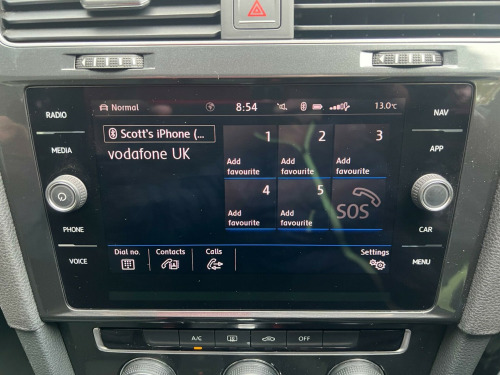 RADIO
MEDIA
PHONE
VOICE
Normal 8:54 13.0°C
Scott's iPhone (...
vodafone UK
1 2 3
Add favourite Add favourite Add favourite
4 5
Add favourite Add favourite SOS
Dial no. Contacts Calls Settings
NAV
APP
CAR
MENU
A/C OFF